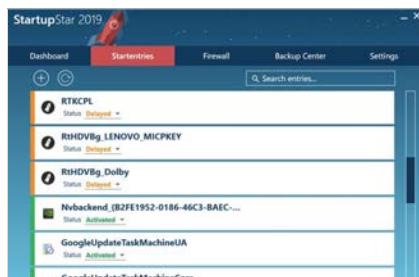 StartupStar 2019
Dashboard Startentries Firewall Backup Center Settings
Search entries...
RTKCPL
Status Delayed
RtHDVBg_LENOVO_MICPKEY
Status Delayed
RtHDVBg_Dolby
Status Delayed
Nvbackend_{B2FE1952-0186-46C3-BAEC-...
Status Activated
GoogleUpdateTaskMachineUA
Status Activated
GoogleUpdateTaskMachineCore